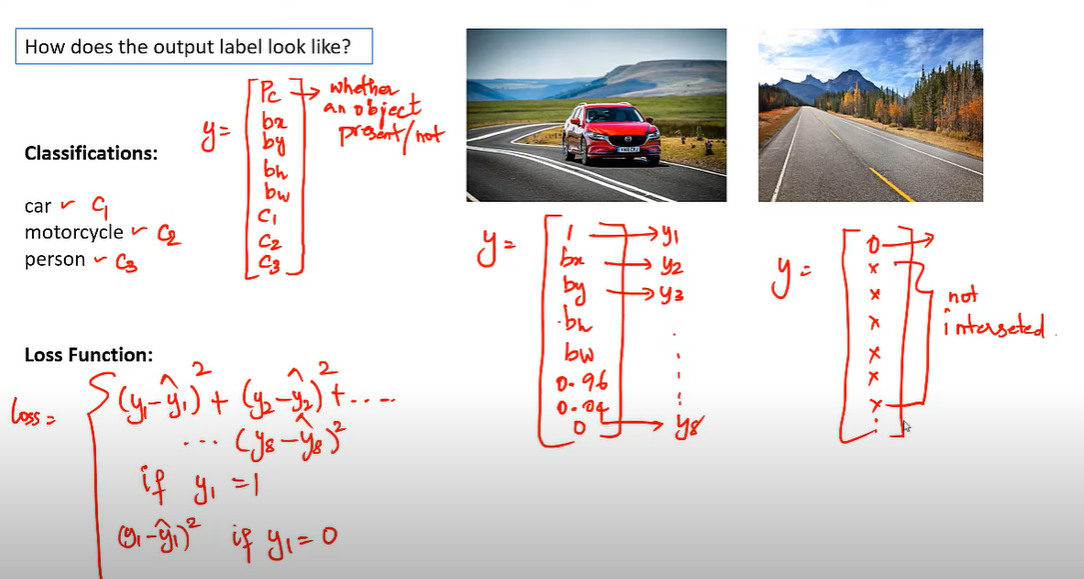 How does the output label look like?
y = [Pc → whether
an object
present/not
bx
by
bh
bw
C1
C2
C3]
Classifications:
car ✓ C1
motorcycle ✓ C2
person ✓ C3
y = [1 → y1
bx → y2
by → y3
bh
bw
0.96
0.04
0 → y8]
y = [0 →
x
x
x
x
x
x
not
interseted
Loss Function:
Loss = { (y1-ŷ1)² + (y2-ŷ2)² + ....
... (y8-ŷ8)²
if y1 = 1
(y1-ŷ1)² if y1 = 0